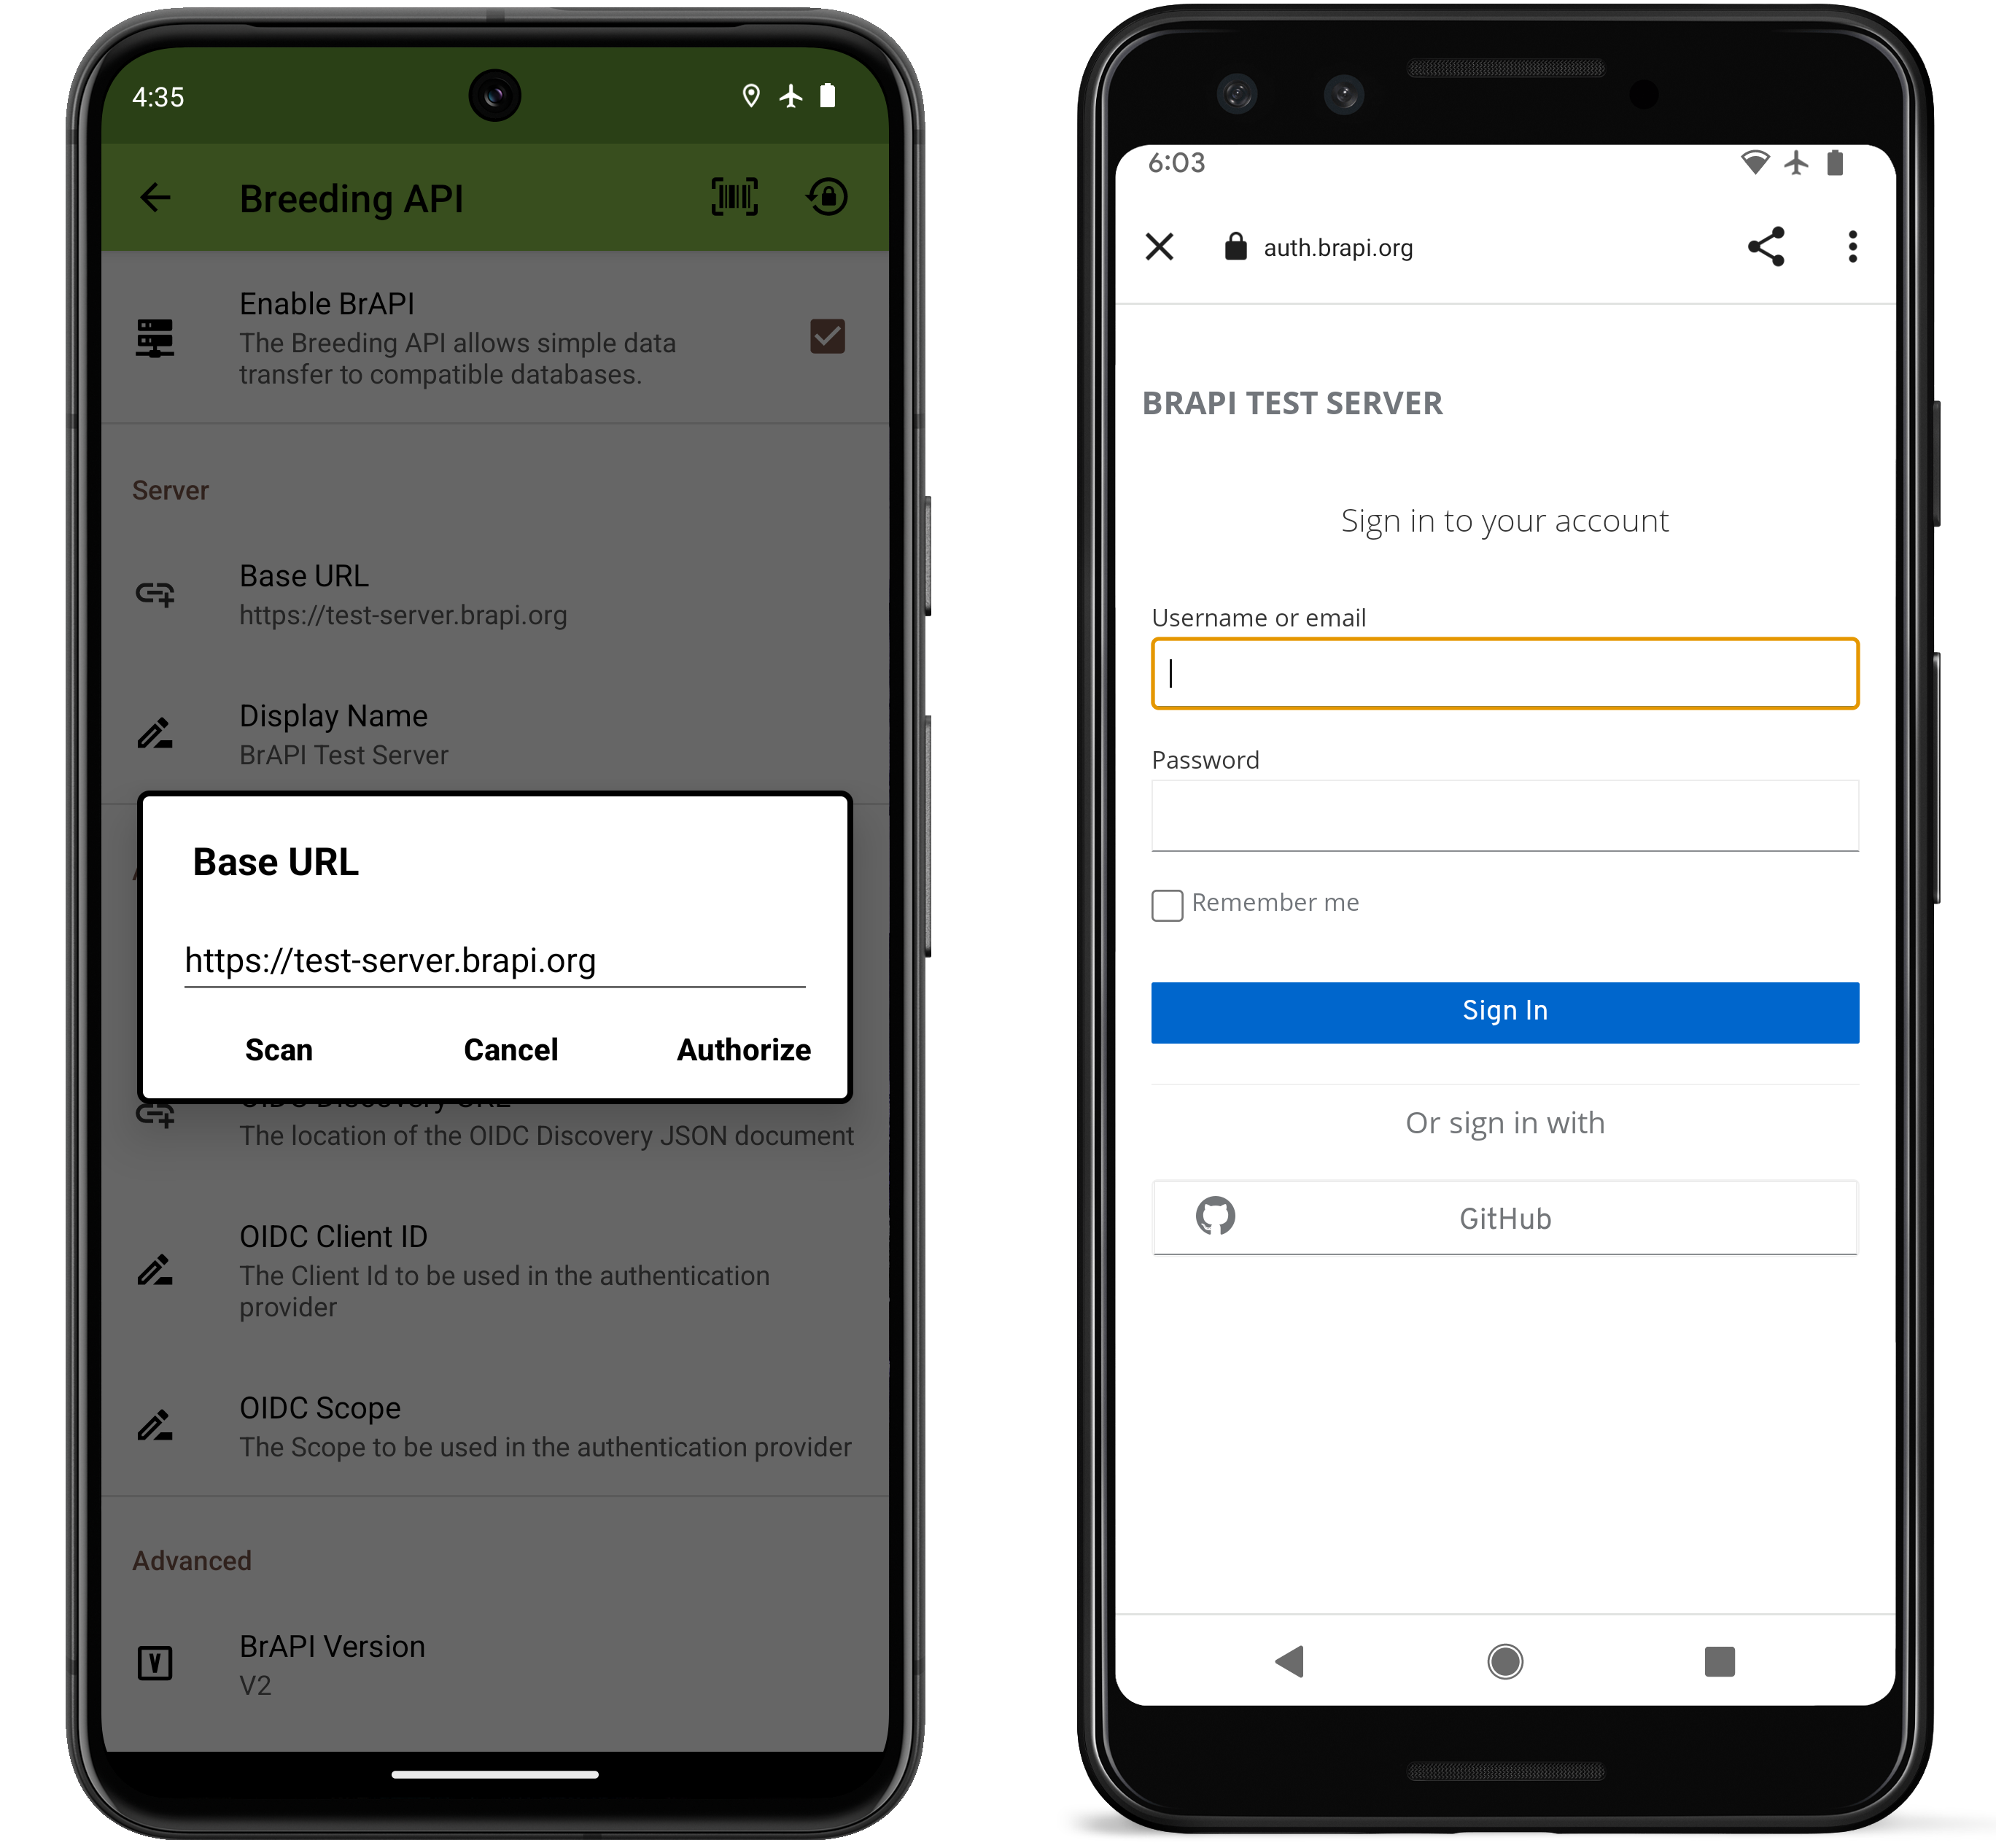 4:35
Breeding API
Enable BrAPI
The Breeding API allows simple data
transfer to compatible databases.
Server
Base URL
https://test-server.brapi.org
Display Name
BrAPI Test Server
Base URL
https://test-server.brapi.org
Scan Cancel Authorize
OIDC Discovery URL
The location of the OIDC Discovery JSON document
OIDC Client ID
The Client Id to be used in the authentication
provider
OIDC Scope
The Scope to be used in the authentication provider
Advanced
BrAPI Version
V
V2
6:03
auth.brapi.org
BRAPI TEST SERVER
Sign in to your account
Username or email
Password
Remember me
Sign In
Or sign in with
GitHub